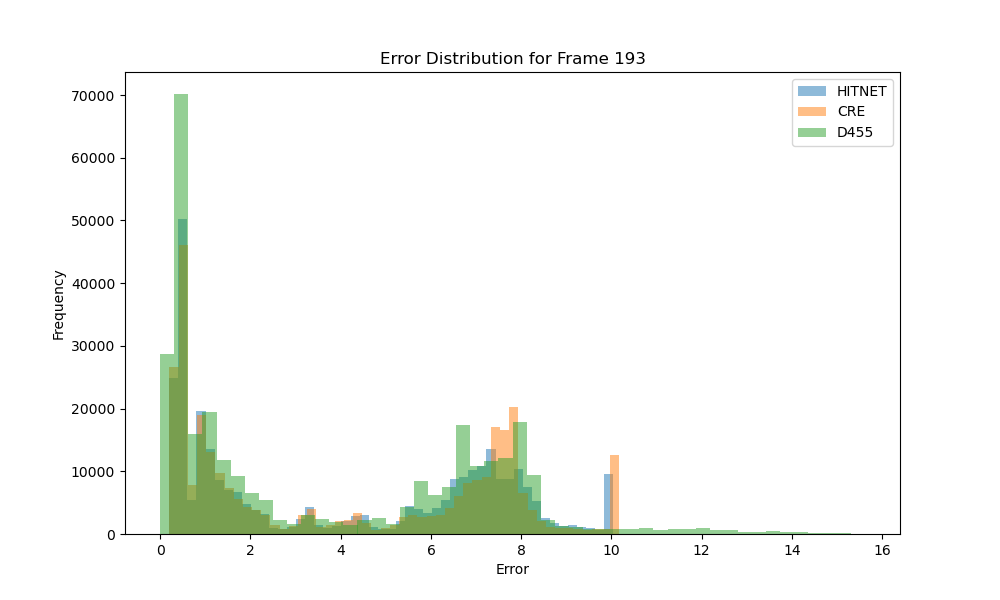 Error Distribution for Frame 193
HITNET
CRE
D455
70000
60000
50000
40000
30000
20000
10000
0
Frequency
0 2 4 6 8 10 12 14 16
Error